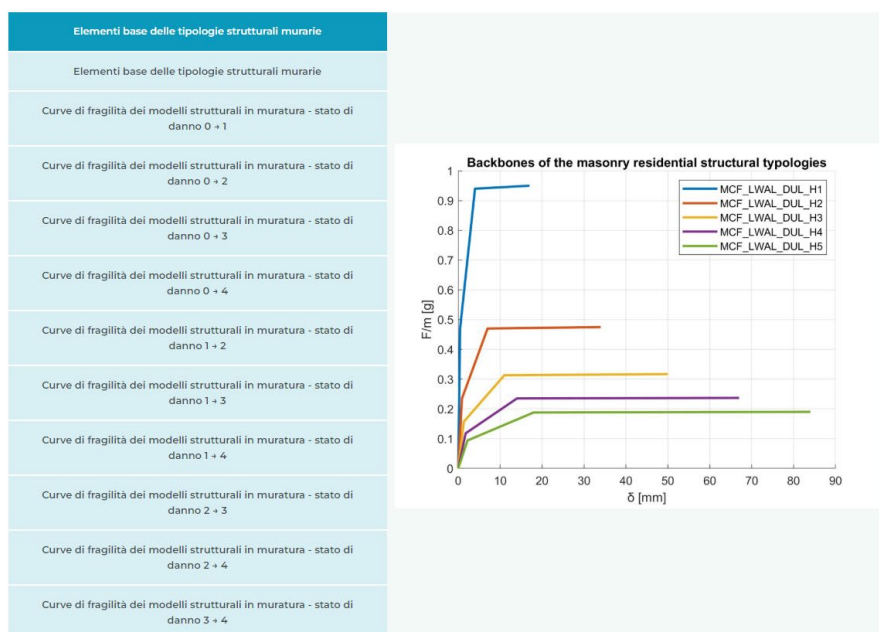 Elementi base delle tipologie strutturali murarie
Elementi base delle tipologie strutturali murarie
Curve di fragilità dei modelli strutturali in muratura - stato di
danno 0 → 1
Curve di fragilità dei modelli strutturali in muratura - stato di
danno 0 → 2
Curve di fragilità dei modelli strutturali in muratura - stato di
danno 0 → 3
Curve di fragilità dei modelli strutturali in muratura - stato di
danno 0 → 4
Curve di fragilità dei modelli strutturali in muratura - stato di
danno 1 → 2
Curve di fragilità dei modelli strutturali in muratura - stato di
danno 1 → 3
Curve di fragilità dei modelli strutturali in muratura - stato di
danno 1 → 4
Curve di fragilità dei modelli strutturali in muratura - stato di
danno 2 → 3
Curve di fragilità dei modelli strutturali in muratura - stato di
danno 2 → 4
Curve di fragilità dei modelli strutturali in muratura - stato di
danno 3 → 4
Backbones of the masonry residential structural typologies
MCF_LWAL_DUL_H1
MCF_LWAL_DUL_H2
MCF_LWAL_DUL_H3
MCF_LWAL_DUL_H4
MCF_LWAL_DUL_H5
F/m [g]
1
0.9
0.8
0.7
0.6
0.5
0.4
0.3
0.2
0.1
0
0 10 20 30 40 50 60 70 80 90
δ [mm]